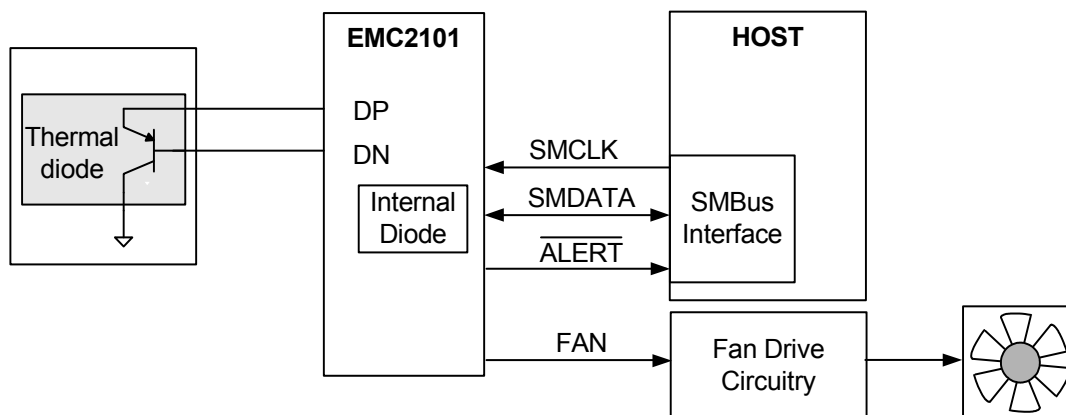 EMC2101
HOST
Thermal
diode
DP
DN
Internal
Diode
SMCLK
SMDATA
ALERT
SMBus
Interface
FAN
Fan Drive
Circuitry